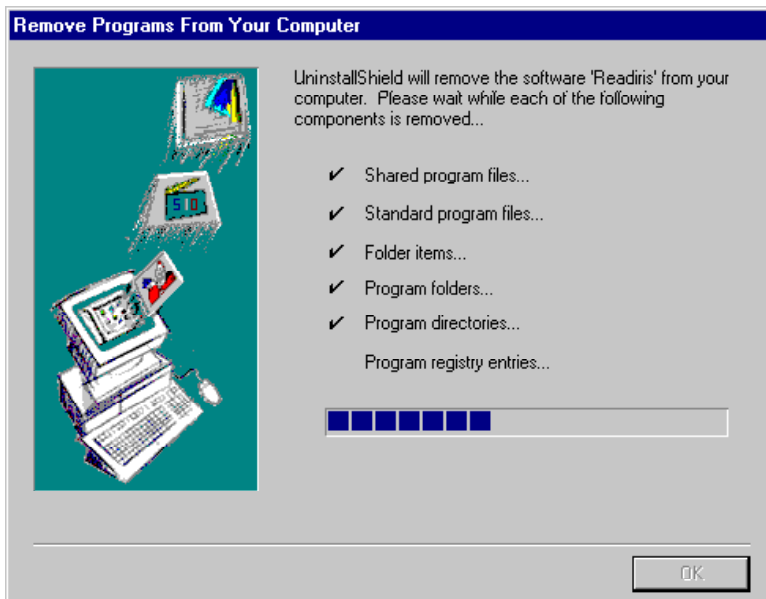 Remove Programs From Your Computer
UninstallShield will remove the software 'Readiris' from your
computer. Please wait while each of the following
components is removed...
✔ Shared program files...
✔ Standard program files...
✔ Folder items...
✔ Program folders...
✔ Program directories...
Program registry entries...
OK